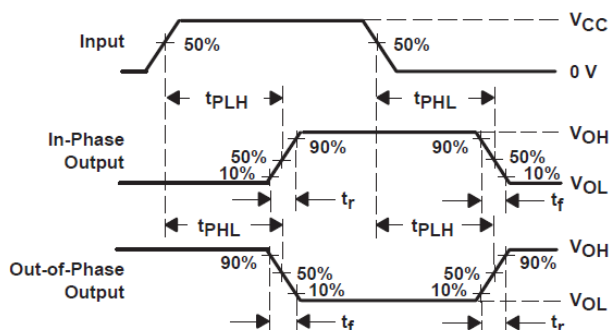 VCC
Input
50%
50%
0 V
tPLH
tPHL
In-Phase
Output
90%
90%
VOH
50%
50%
10%
10%
VOL
tr
tf
tPHL
tPLH
Out-of-Phase
Output
90%
90%
VOH
50%
50%
10%
10%
VOL
tf
tr